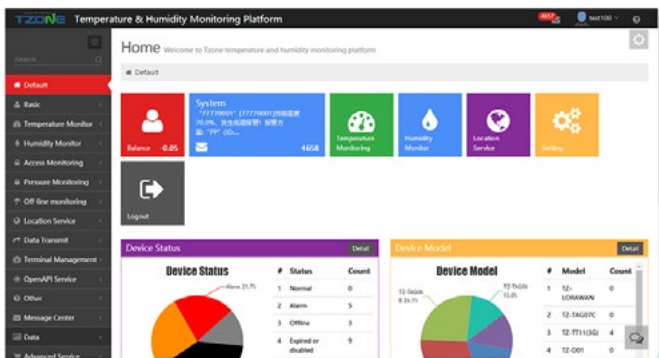 TZONE Temperature & Humidity Monitoring Platform
4657
test100
Home Welcome to Tzone temperature and humidity monitoring platform
Search...
Default
Default
Basic
Temperature Monitor
Humidity Monitor
Access Monitoring
Pressure Monitoring
Off-line monitoring
Location Service
Data Transmit
Terminal Management
OpenAPI Service
Other
Message Center
Data
Advanced Service
Balance -0.05
System
4658
Temperature Monitoring
Humidity Monitor
Location Service
Setting
Logout
Device Status
Detail
Device Status
Alarm 21.7%
# Status Count
1 Normal 0
2 Alarm 5
3 Offline 3
4 Expired or disabled 9
Device Model
Detail
Device Model
# Model Count
1 TZ-LORAWAN 0
2 TZ-TAG07C 0
3 TZ-TT11(3G) 4
4 TZ-D01 0